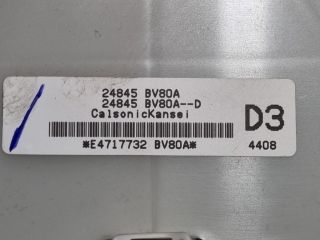 24845 BV80A
24845 BV80A--D
CalsonicKansei
D3
*E4717732 BV80A*
4408